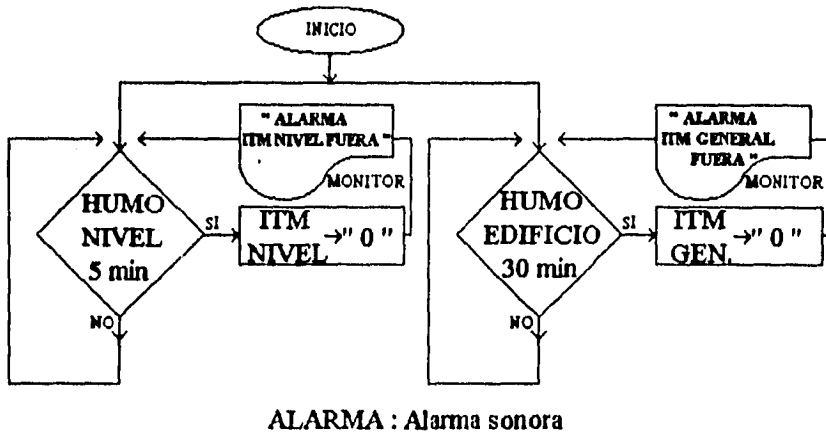 INICIO
" ALARMA
ITM NIVEL FUERA "
MONITOR
HUMO
NIVEL
5 min
SI
ITM
NIVEL
→" 0 "
NO
" ALARMA
ITM GENERAL
FUERA "
MONITOR
HUMO
EDIFICIO
30 min
SI
ITM
GEN.
→" 0 "
NO
ALARMA : Alarma sonora